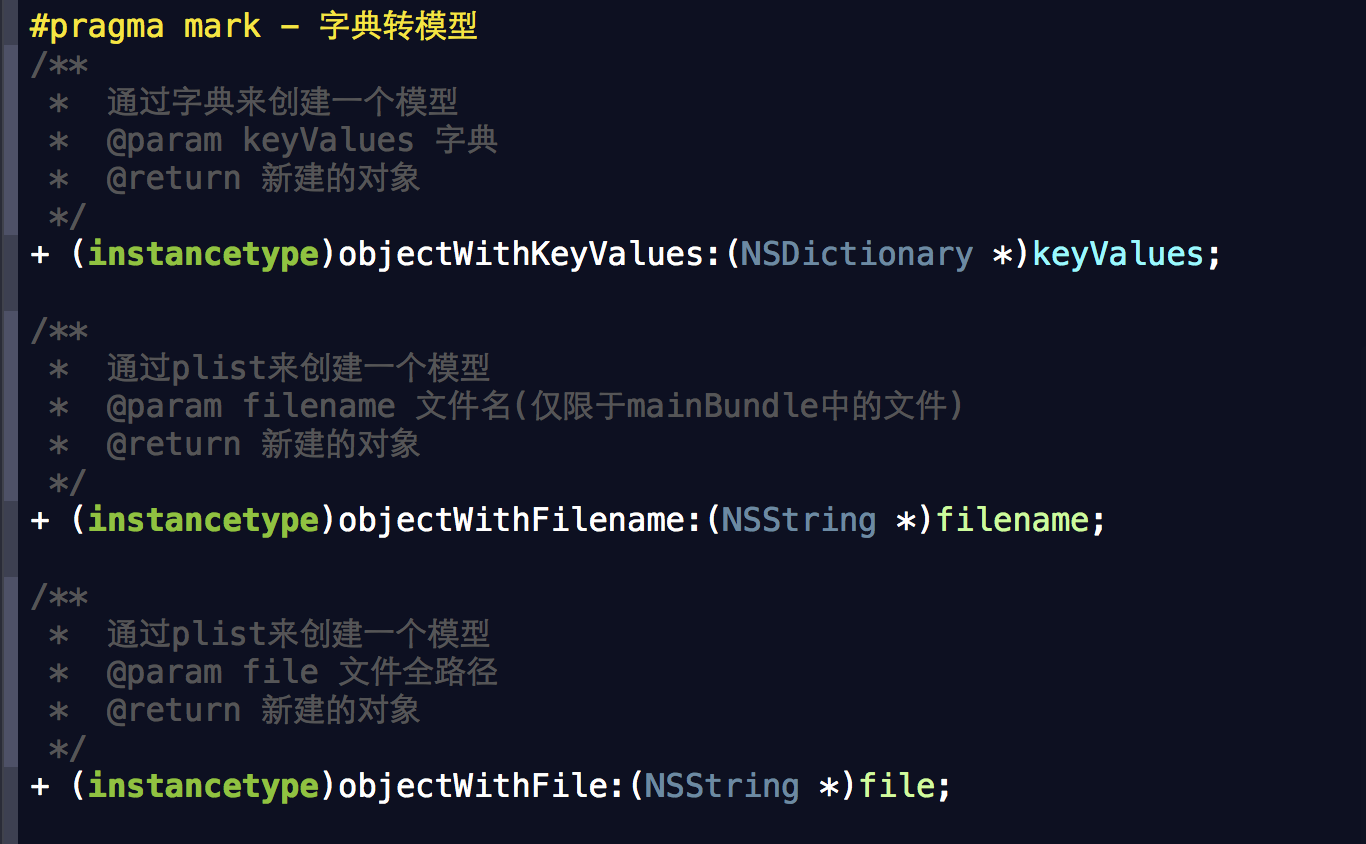 #pragma mark - 字典转模型
/**
 *  通过字典来创建一个模型
 *  @param keyValues 字典
 *  @return 新建的对象
 */
+ (instancetype)objectWithKeyValues:(NSDictionary *)keyValues;
/**
 *  通过plist来创建一个模型
 *  @param filename 文件名(仅限于mainBundle中的文件)
 *  @return 新建的对象
 */
+ (instancetype)objectWithFilename:(NSString *)filename;
/**
 *  通过plist来创建一个模型
 *  @param file 文件全路径
 *  @return 新建的对象
 */
+ (instancetype)objectWithFile:(NSString *)file;